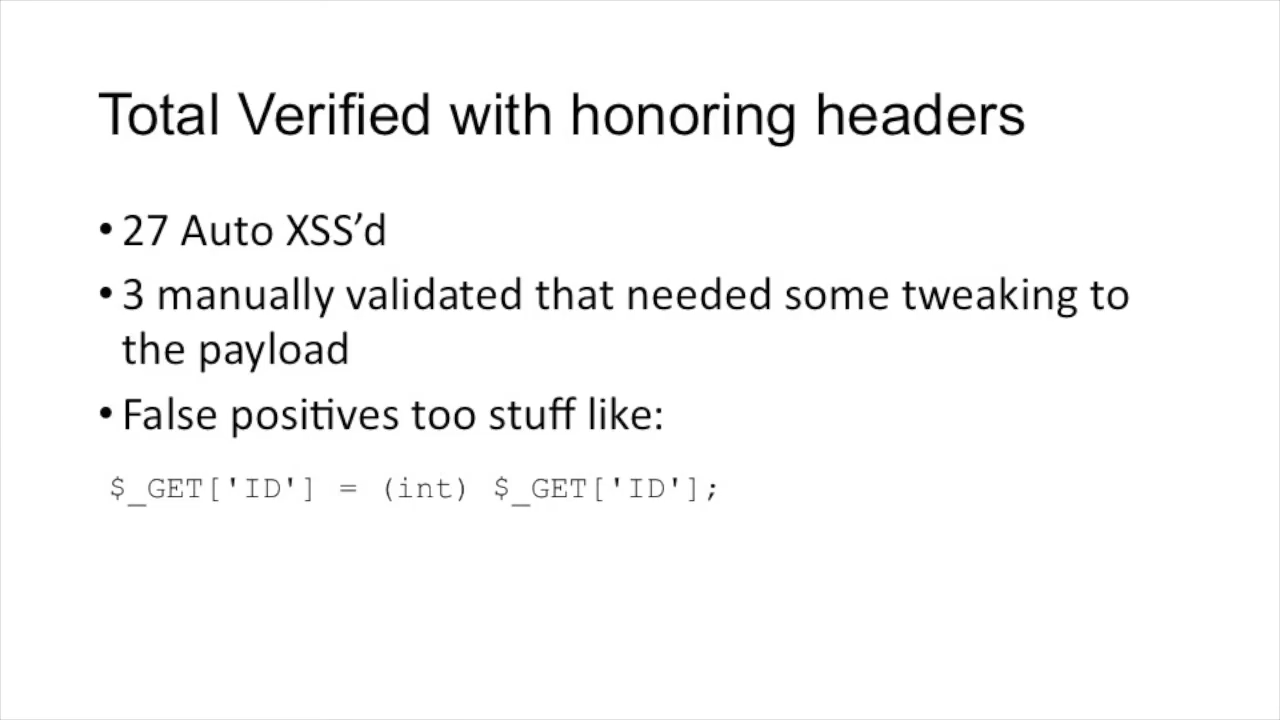 Total Verified with honoring headers
• 27 Auto XSS’d
• 3 manually validated that needed some tweaking to
the payload
• False positives too stuff like:
$_GET['ID'] = (int) $_GET['ID'];